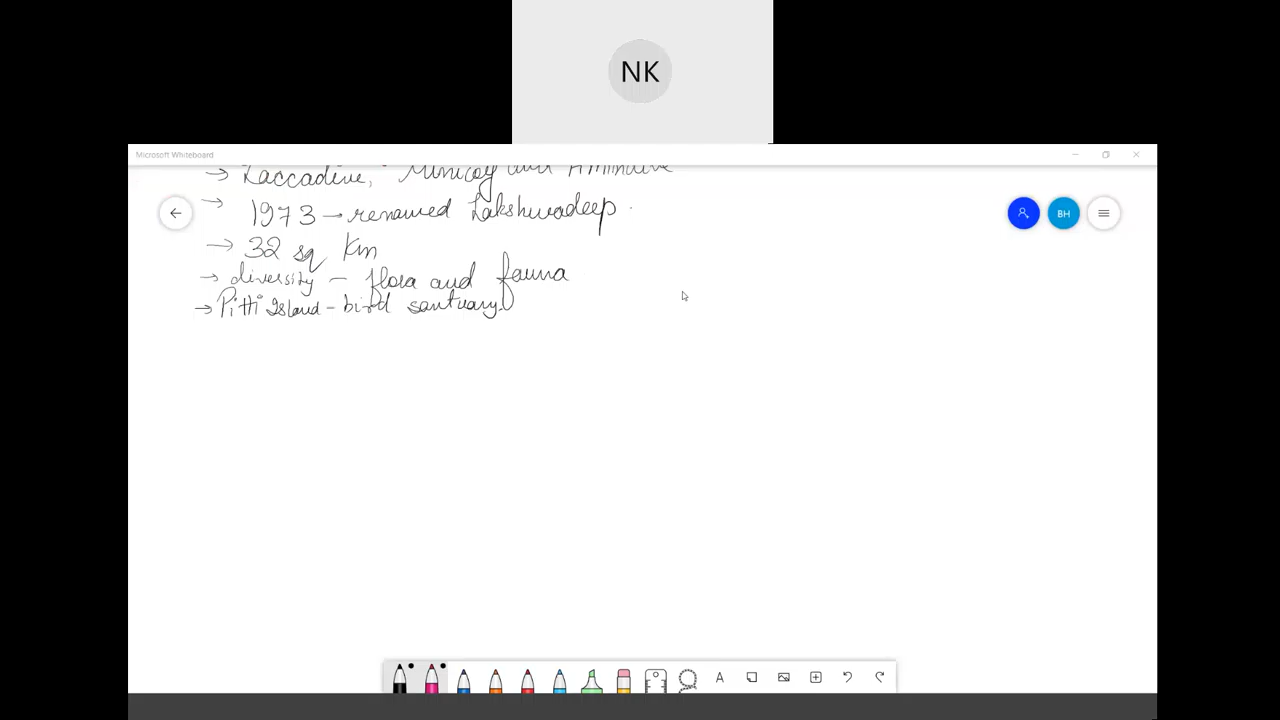 NK
Microsoft Whiteboard
→ Laccadive, Minicoy and Amindive
→ 1973 → renamed Lakshwadeep.
→ 32 sq Km
→ diversity - flora and fauna
→ Pitti Island - bird santuary.
BH
A